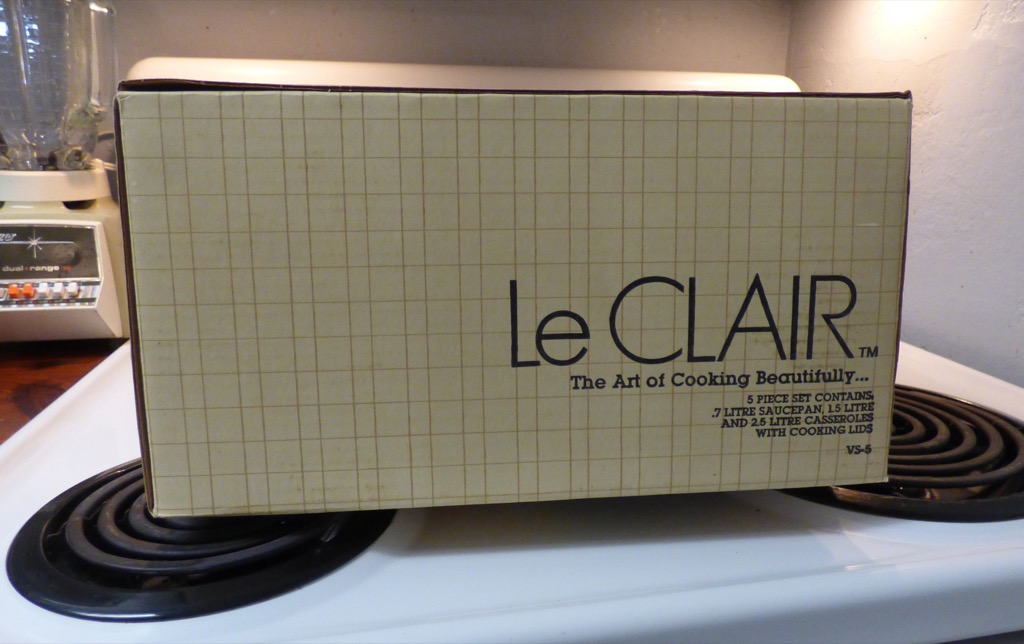 dual-range
Le CLAIR™
The Art of Cooking Beautifully...
5 PIECE SET CONTAINS,
.7 LITRE SAUCEPAN, 1.5 LITRE
AND 2.5 LITRE CASSEROLES
WITH COOKING LIDS
VS-5